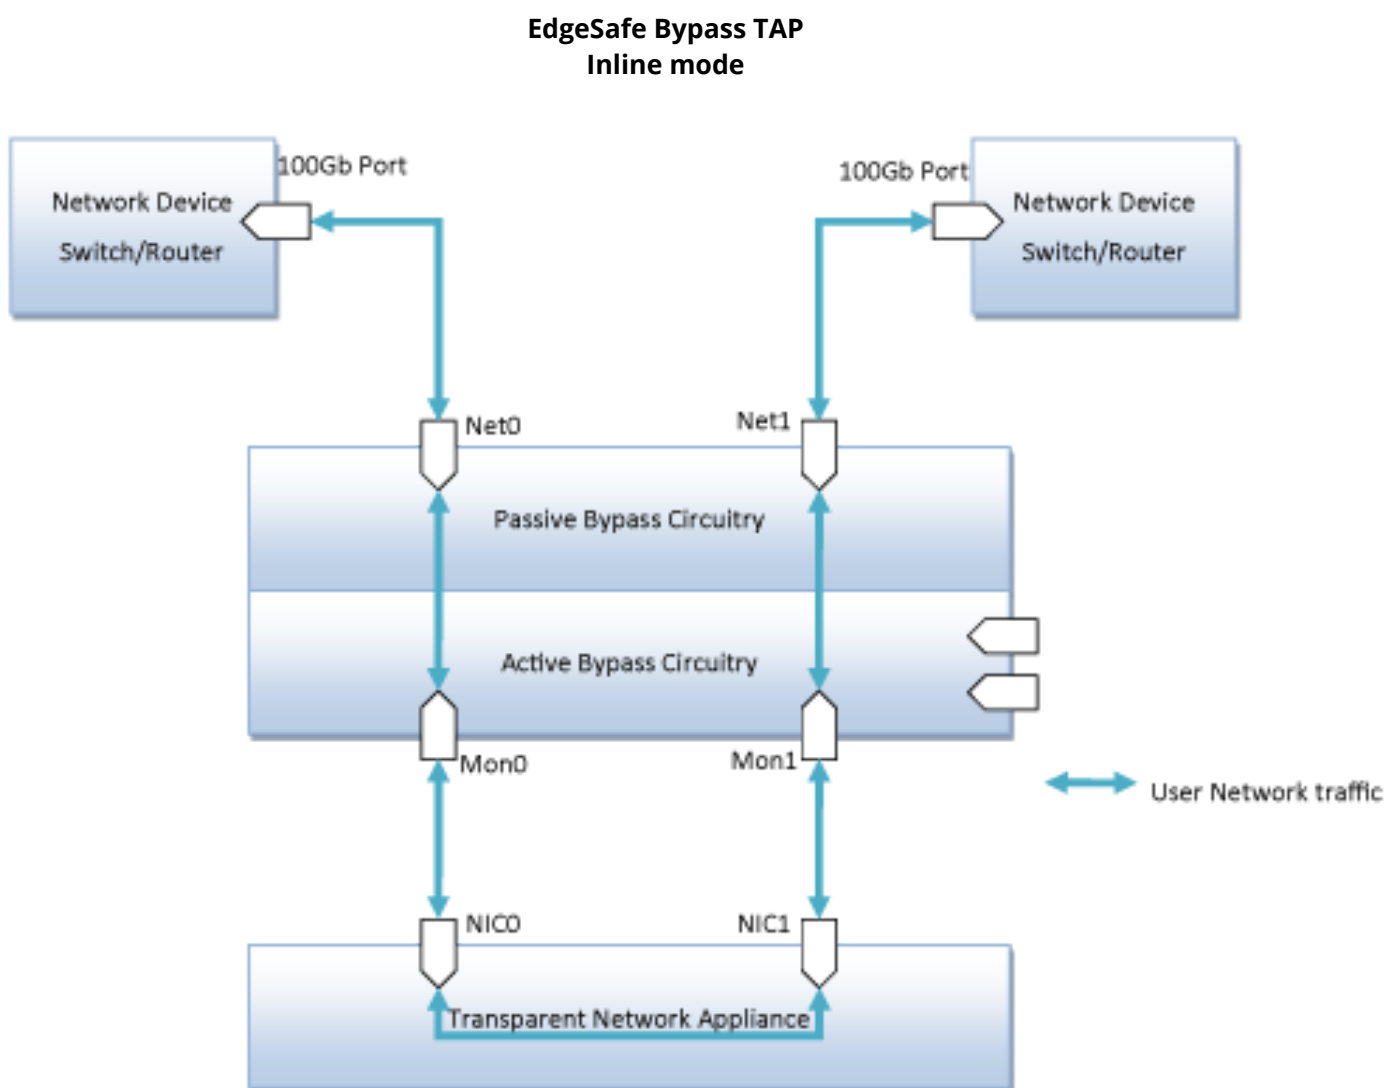 EdgeSafe Bypass TAP
Inline mode
100Gb Port
100Gb Port
Network Device
Switch/Router
Network Device
Switch/Router
Net0
Net1
Passive Bypass Circuitry
Active Bypass Circuitry
Mon0
Mon1
User Network traffic
NIC0
NIC1
Transparent Network Appliance